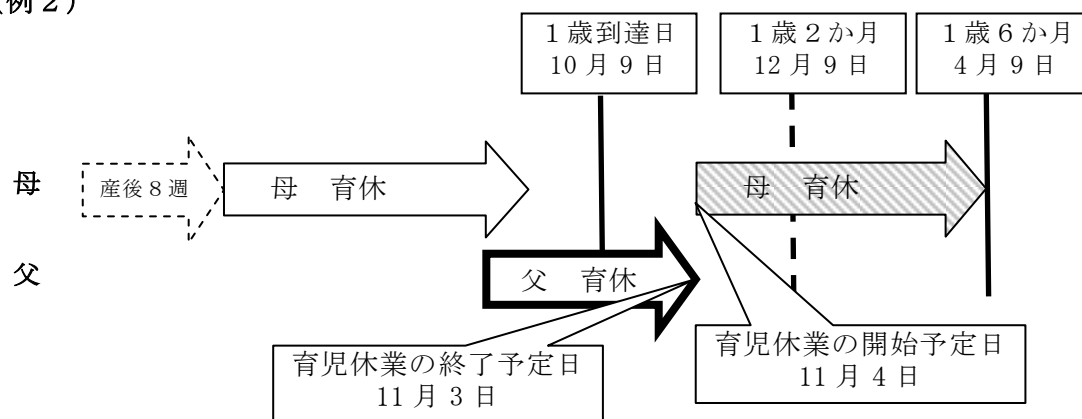 (例２)
１歳到達日
10月９日
１歳２か月
12月９日
１歳６か月
４月９日
母
産後８週
母　育休
母　育休
父
父　育休
育児休業の終了予定日
11月３日
育児休業の開始予定日
11月４日